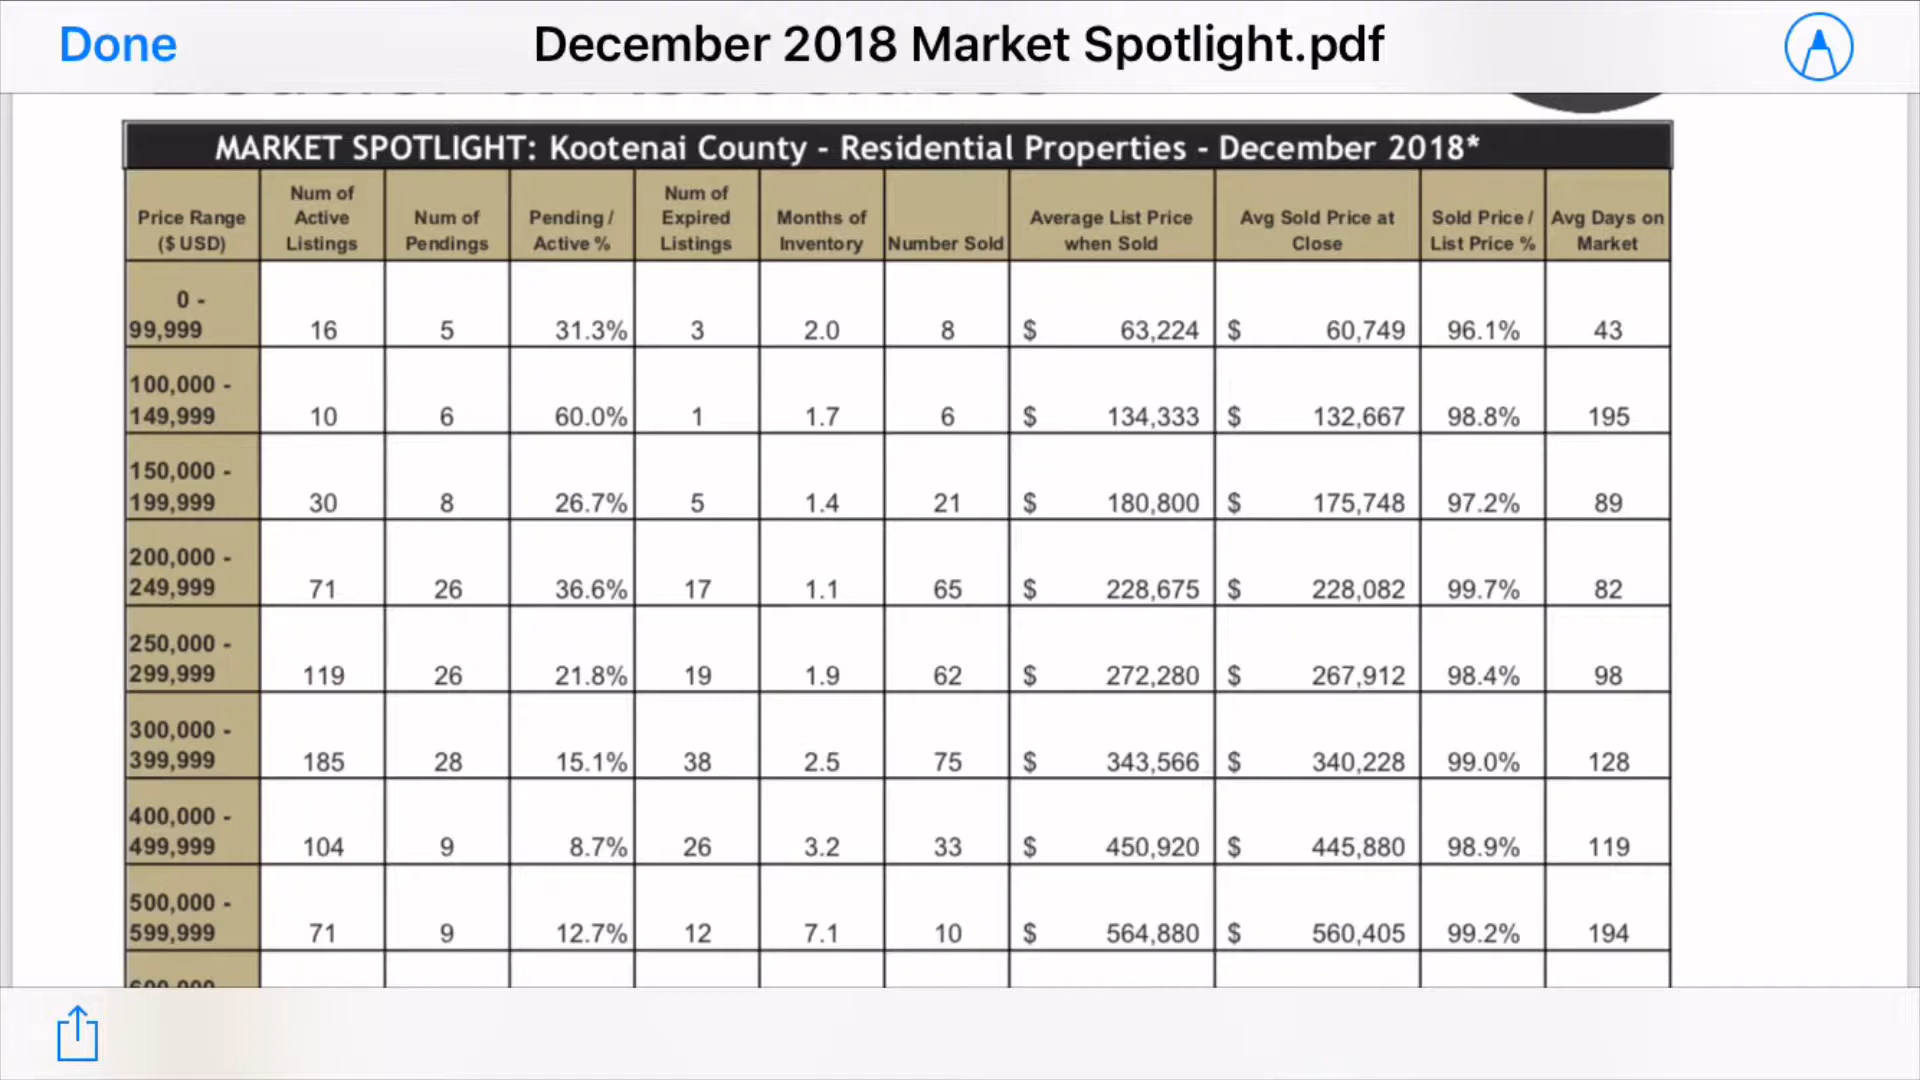 Done December 2018 Market Spotlight.pdf
MARKET SPOTLIGHT: Kootenai County - Residential Properties - December 2018*
Price Range ($ USD) Num of Active Listings Num of Pendings Pending / Active % Num of Expired Listings Months of Inventory Number Sold Average List Price when Sold Avg Sold Price at Close Sold Price / List Price % Avg Days on Market
0 - 99,999 16 5 31.3% 3 2.0 8 $ 63,224 $ 60,749 96.1% 43
100,000 - 149,999 10 6 60.0% 1 1.7 6 $ 134,333 $ 132,667 98.8% 195
150,000 - 199,999 30 8 26.7% 5 1.4 21 $ 180,800 $ 175,748 97.2% 89
200,000 - 249,999 71 26 36.6% 17 1.1 65 $ 228,675 $ 228,082 99.7% 82
250,000 - 299,999 119 26 21.8% 19 1.9 62 $ 272,280 $ 267,912 98.4% 98
300,000 - 399,999 185 28 15.1% 38 2.5 75 $ 343,566 $ 340,228 99.0% 128
400,000 - 499,999 104 9 8.7% 26 3.2 33 $ 450,920 $ 445,880 98.9% 119
500,000 - 599,999 71 9 12.7% 12 7.1 10 $ 564,880 $ 560,405 99.2% 194